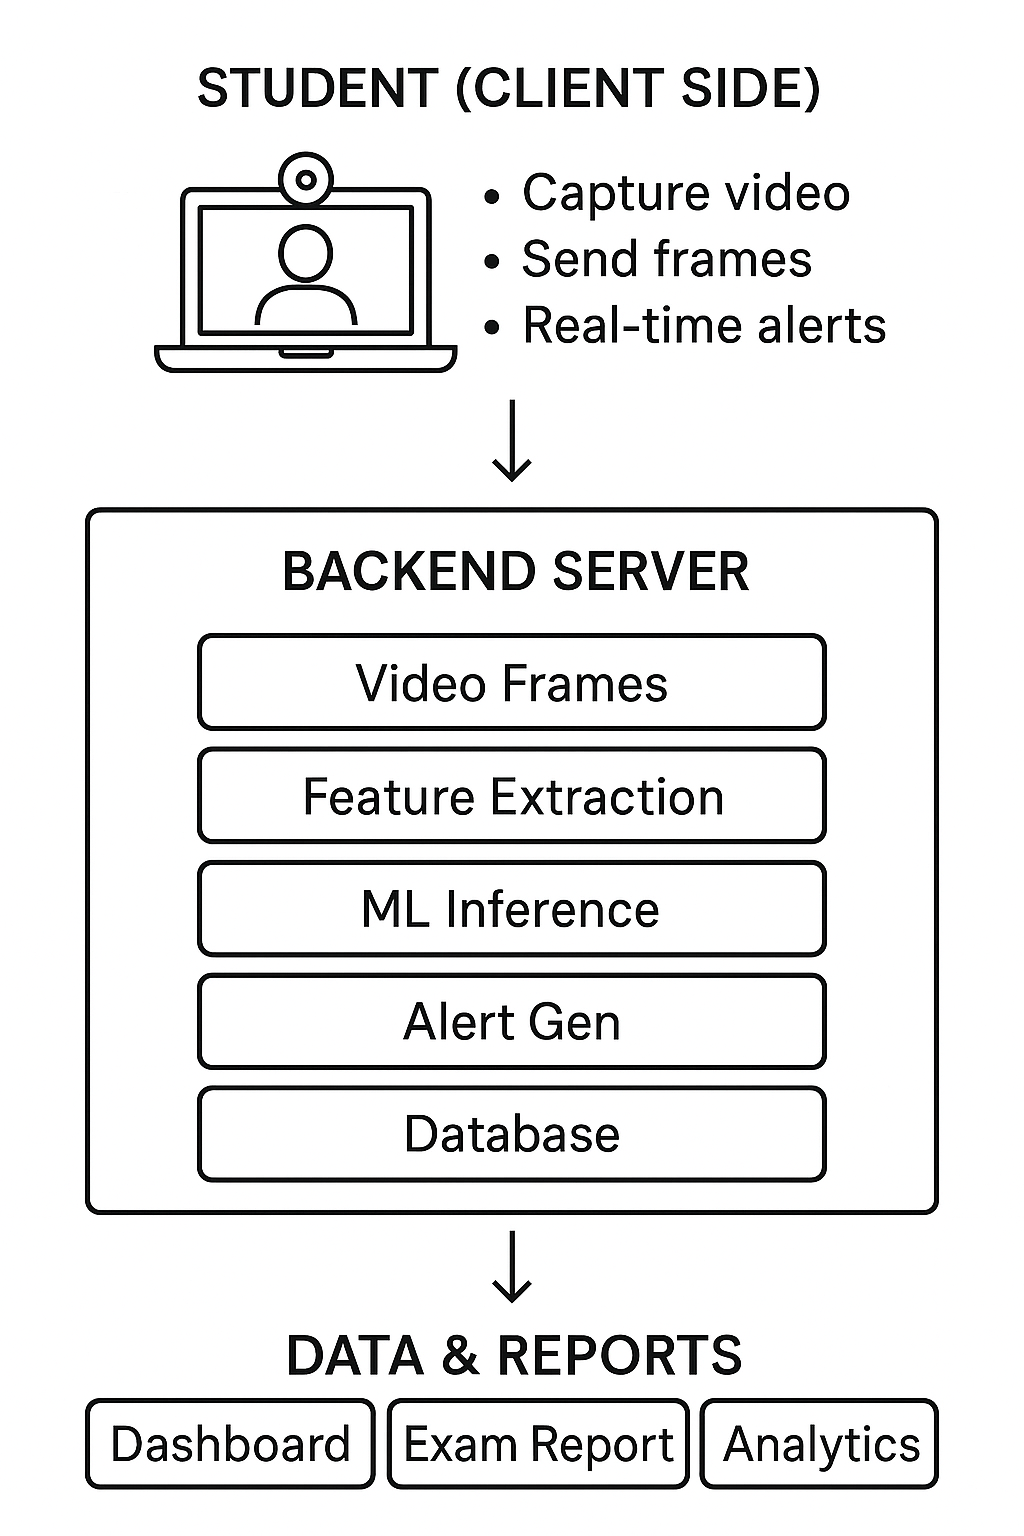 STUDENT (CLIENT SIDE)
• Capture video
• Send frames
• Real-time alerts
BACKEND SERVER
Video Frames
Feature Extraction
ML Inference
Alert Gen
Database
DATA & REPORTS
Dashboard
Exam Report
Analytics